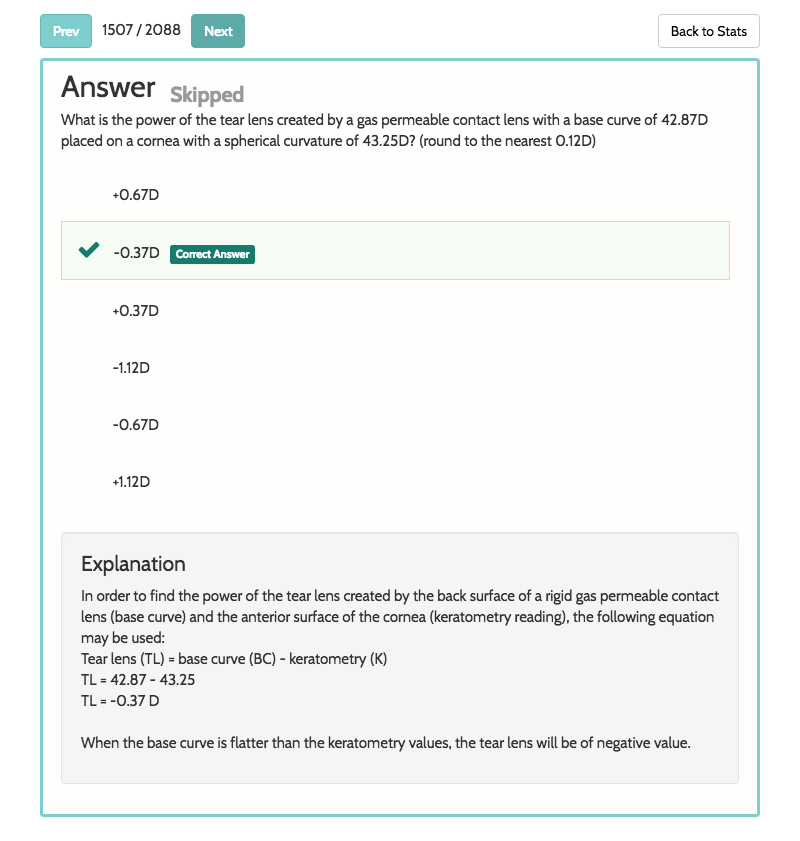 Prev 1507 / 2088 Next Back to Stats
Answer Skipped
What is the power of the tear lens created by a gas permeable contact lens with a base curve of 42.87D
placed on a cornea with a spherical curvature of 43.25D? (round to the nearest 0.12D)
+0.67D
-0.37D Correct Answer
+0.37D
-1.12D
-0.67D
+1.12D
Explanation
In order to find the power of the tear lens created by the back surface of a rigid gas permeable contact
lens (base curve) and the anterior surface of the cornea (keratometry reading), the following equation
may be used:
Tear lens (TL) = base curve (BC) - keratometry (K)
TL = 42.87 - 43.25
TL = -0.37 D
When the base curve is flatter than the keratometry values, the tear lens will be of negative value.